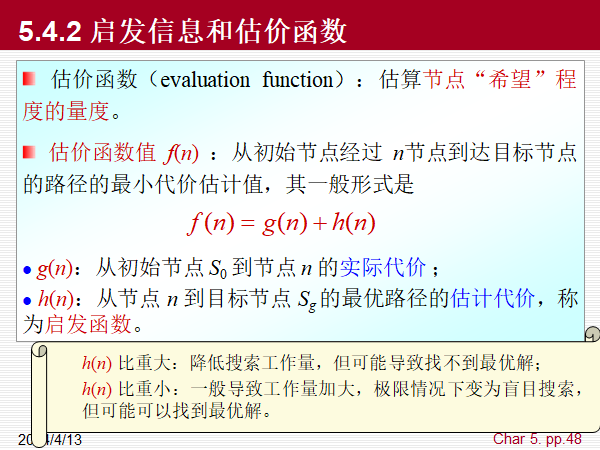 5.4.2 启发信息和估价函数
估价函数（evaluation function）：估算节点“希望”程
度的量度。
估价函数值 f(n) ：从初始节点经过 n节点到达目标节点
的路径的最小代价估计值，其一般形式是
f (n) = g(n) + h(n)
● g(n)：从初始节点 S0 到节点 n 的实际代价 ;
● h(n)：从节点 n 到目标节点 Sg 的最优路径的估计代价，称
为启发函数。
h(n) 比重大：降低搜索工作量，但可能导致找不到最优解；
h(n) 比重小：一般导致工作量加大，极限情况下变为盲目搜索，
但可能可以找到最优解。
/4/13
Char 5. pp.48